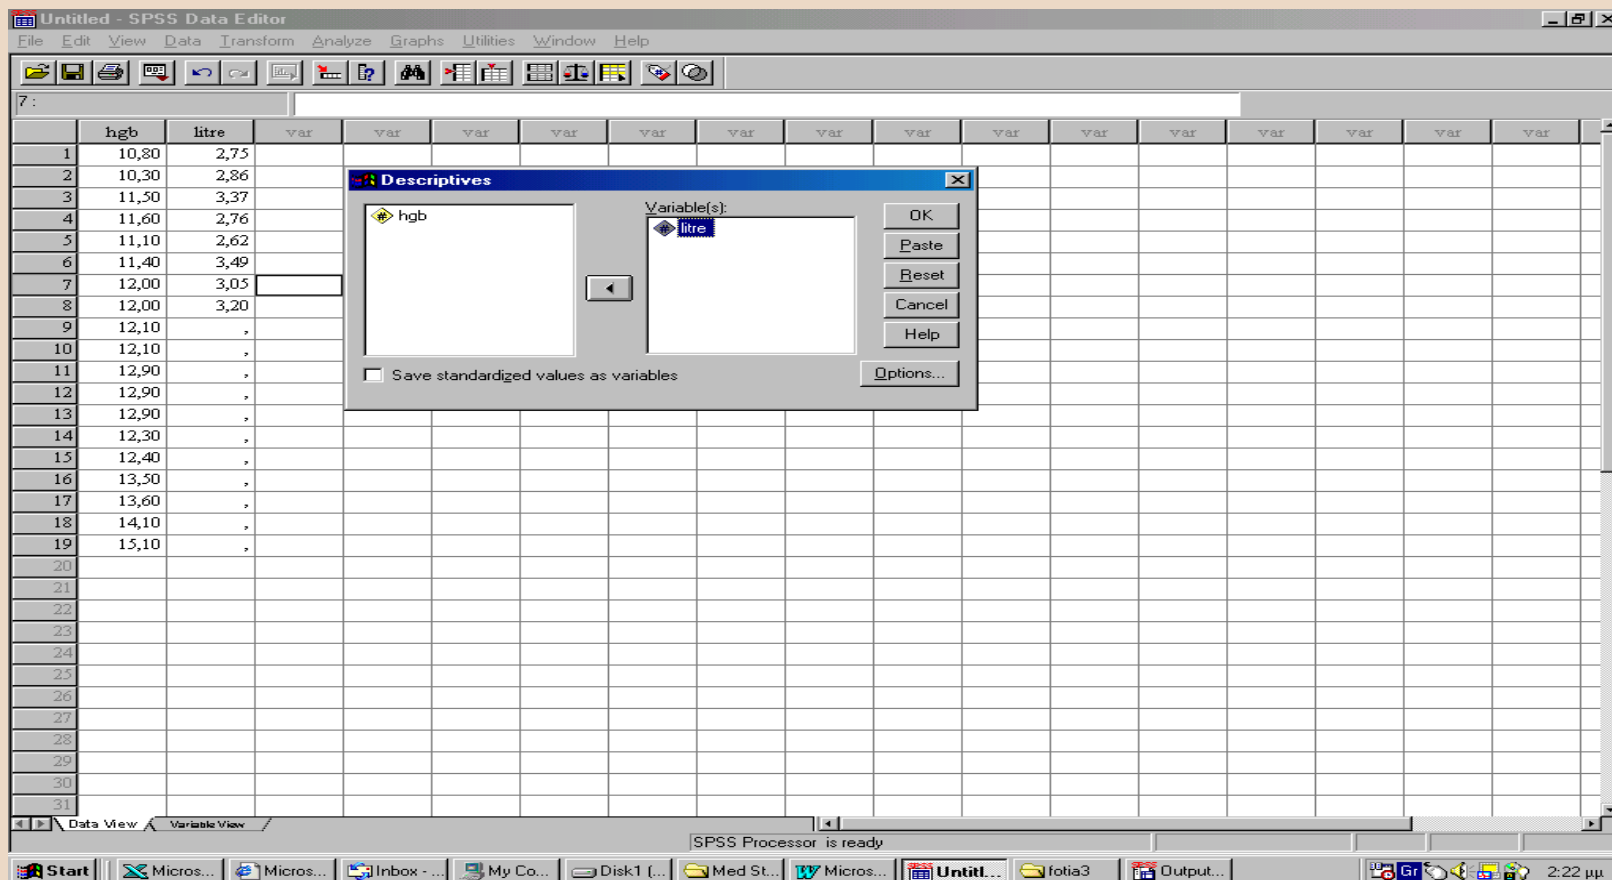 Untitled - SPSS Data Editor
File Edit View Data Transform Analyze Graphs Utilities Window Help
7 :
hgb litre var var var var var var var var var var var var var var var
1 10,80 2,75
2 10,30 2,86
3 11,50 3,37
4 11,60 2,76
5 11,10 2,62
6 11,40 3,49
7 12,00 3,05
8 12,00 3,20
9 12,10 ,
10 12,10 ,
11 12,90 ,
12 12,90 ,
13 12,90 ,
14 12,30 ,
15 12,40 ,
16 13,50 ,
17 13,60 ,
18 14,10 ,
19 15,10 ,
20
21
22
23
24
25
26
27
28
29
30
31
Descriptives
hgb
Variable(s):
litre
OK
Paste
Reset
Cancel
Help
Options...
Save standardized values as variables
Data View Variable View
SPSS Processor is ready
Start Micros... Micros... Inbox - ... My Co... Disk1 (... Med St... Micros... Untitl... fotia3 Output... Gr 2:22 μμ